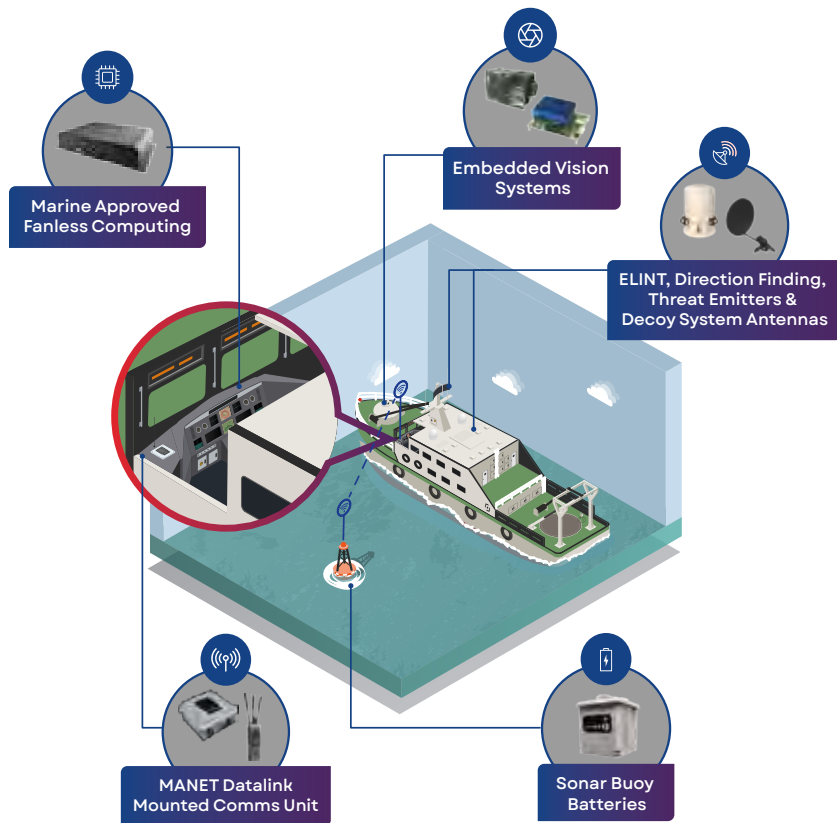 Embedded Vision
Systems
Marine Approved
Fanless Computing
ELINT, Direction Finding,
Threat Emitters &
Decoy System Antennas
MANET Datalink
Mounted Comms Unit
Sonar Buoy
Batteries